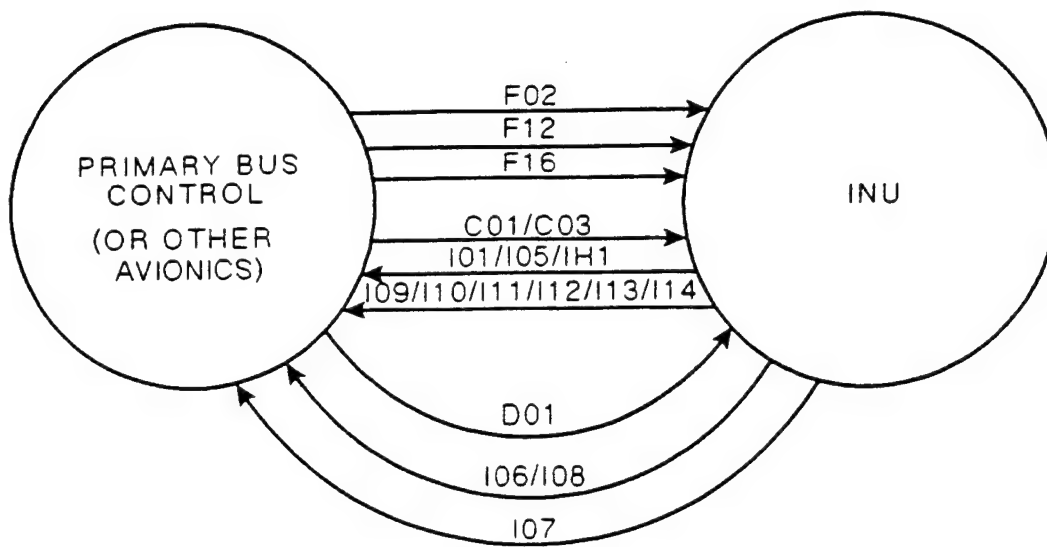 PRIMARY BUS
CONTROL
(OR OTHER
AVIONICS)
F02
F12
F16
C01/C03
I01/I05/IH1
I09/I10/I11/I12/I13/I14
D01
I06/I08
I07
INU